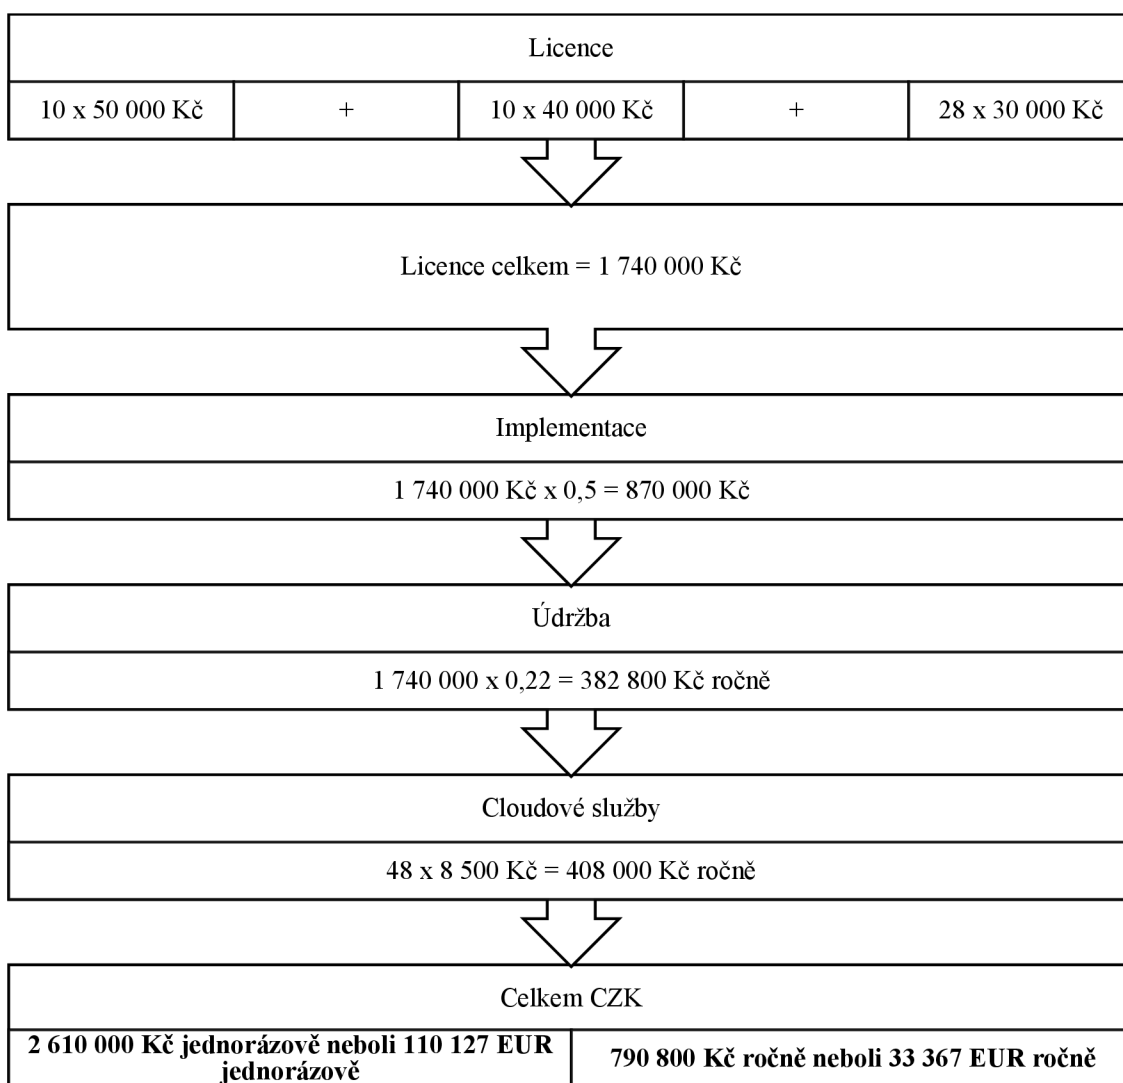 Licence
10 x 50 000 Kč + 10 x 40 000 Kč + 28 x 30 000 Kč
Licence celkem = 1 740 000 Kč
Implementace
1 740 000 Kč x 0,5 = 870 000 Kč
Údržba
1 740 000 x 0,22 = 382 800 Kč ročně
Cloudové služby
48 x 8 500 Kč = 408 000 Kč ročně
Celkem CZK
2 610 000 Kč jednorázově neboli 110 127 EUR
jednorázově
790 800 Kč ročně neboli 33 367 EUR ročně